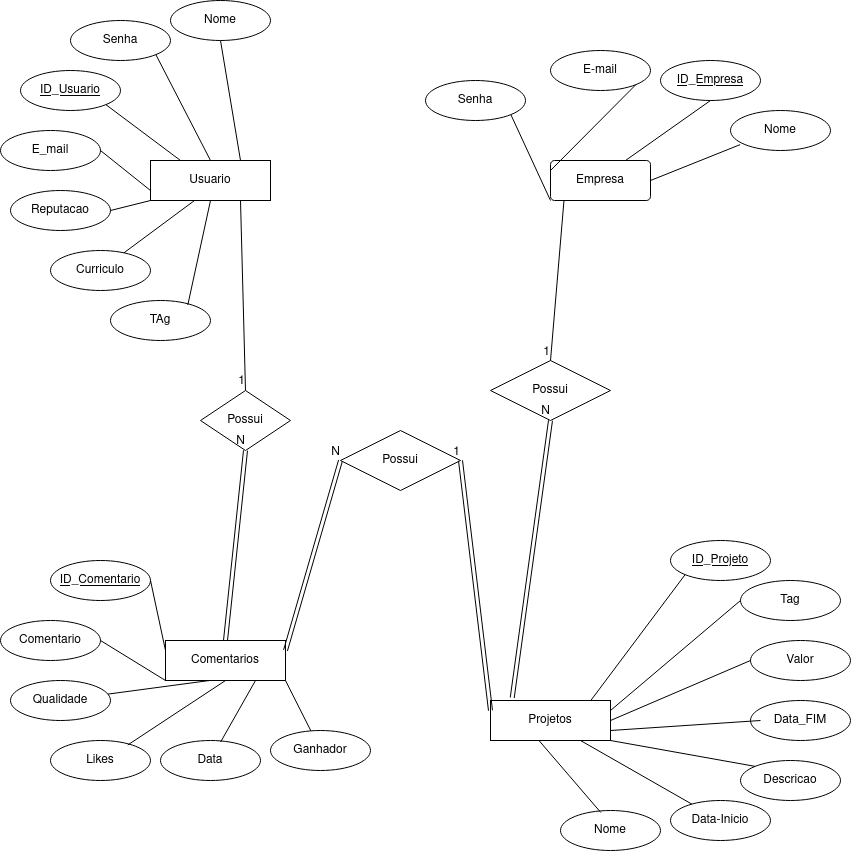 Nome
Senha
E-mail
ID_Empresa
ID_Usuario
Senha
Nome
E_mail
Usuario
Empresa
Reputacao
Curriculo
TAg
1
1
Possui
Possui
N
N
N
1
Possui
ID_Projeto
ID_Comentario
Tag
Comentario
Comentarios
Valor
Qualidade
Projetos
Data_FIM
Likes
Data
Ganhador
Descricao
Data-Inicio
Nome